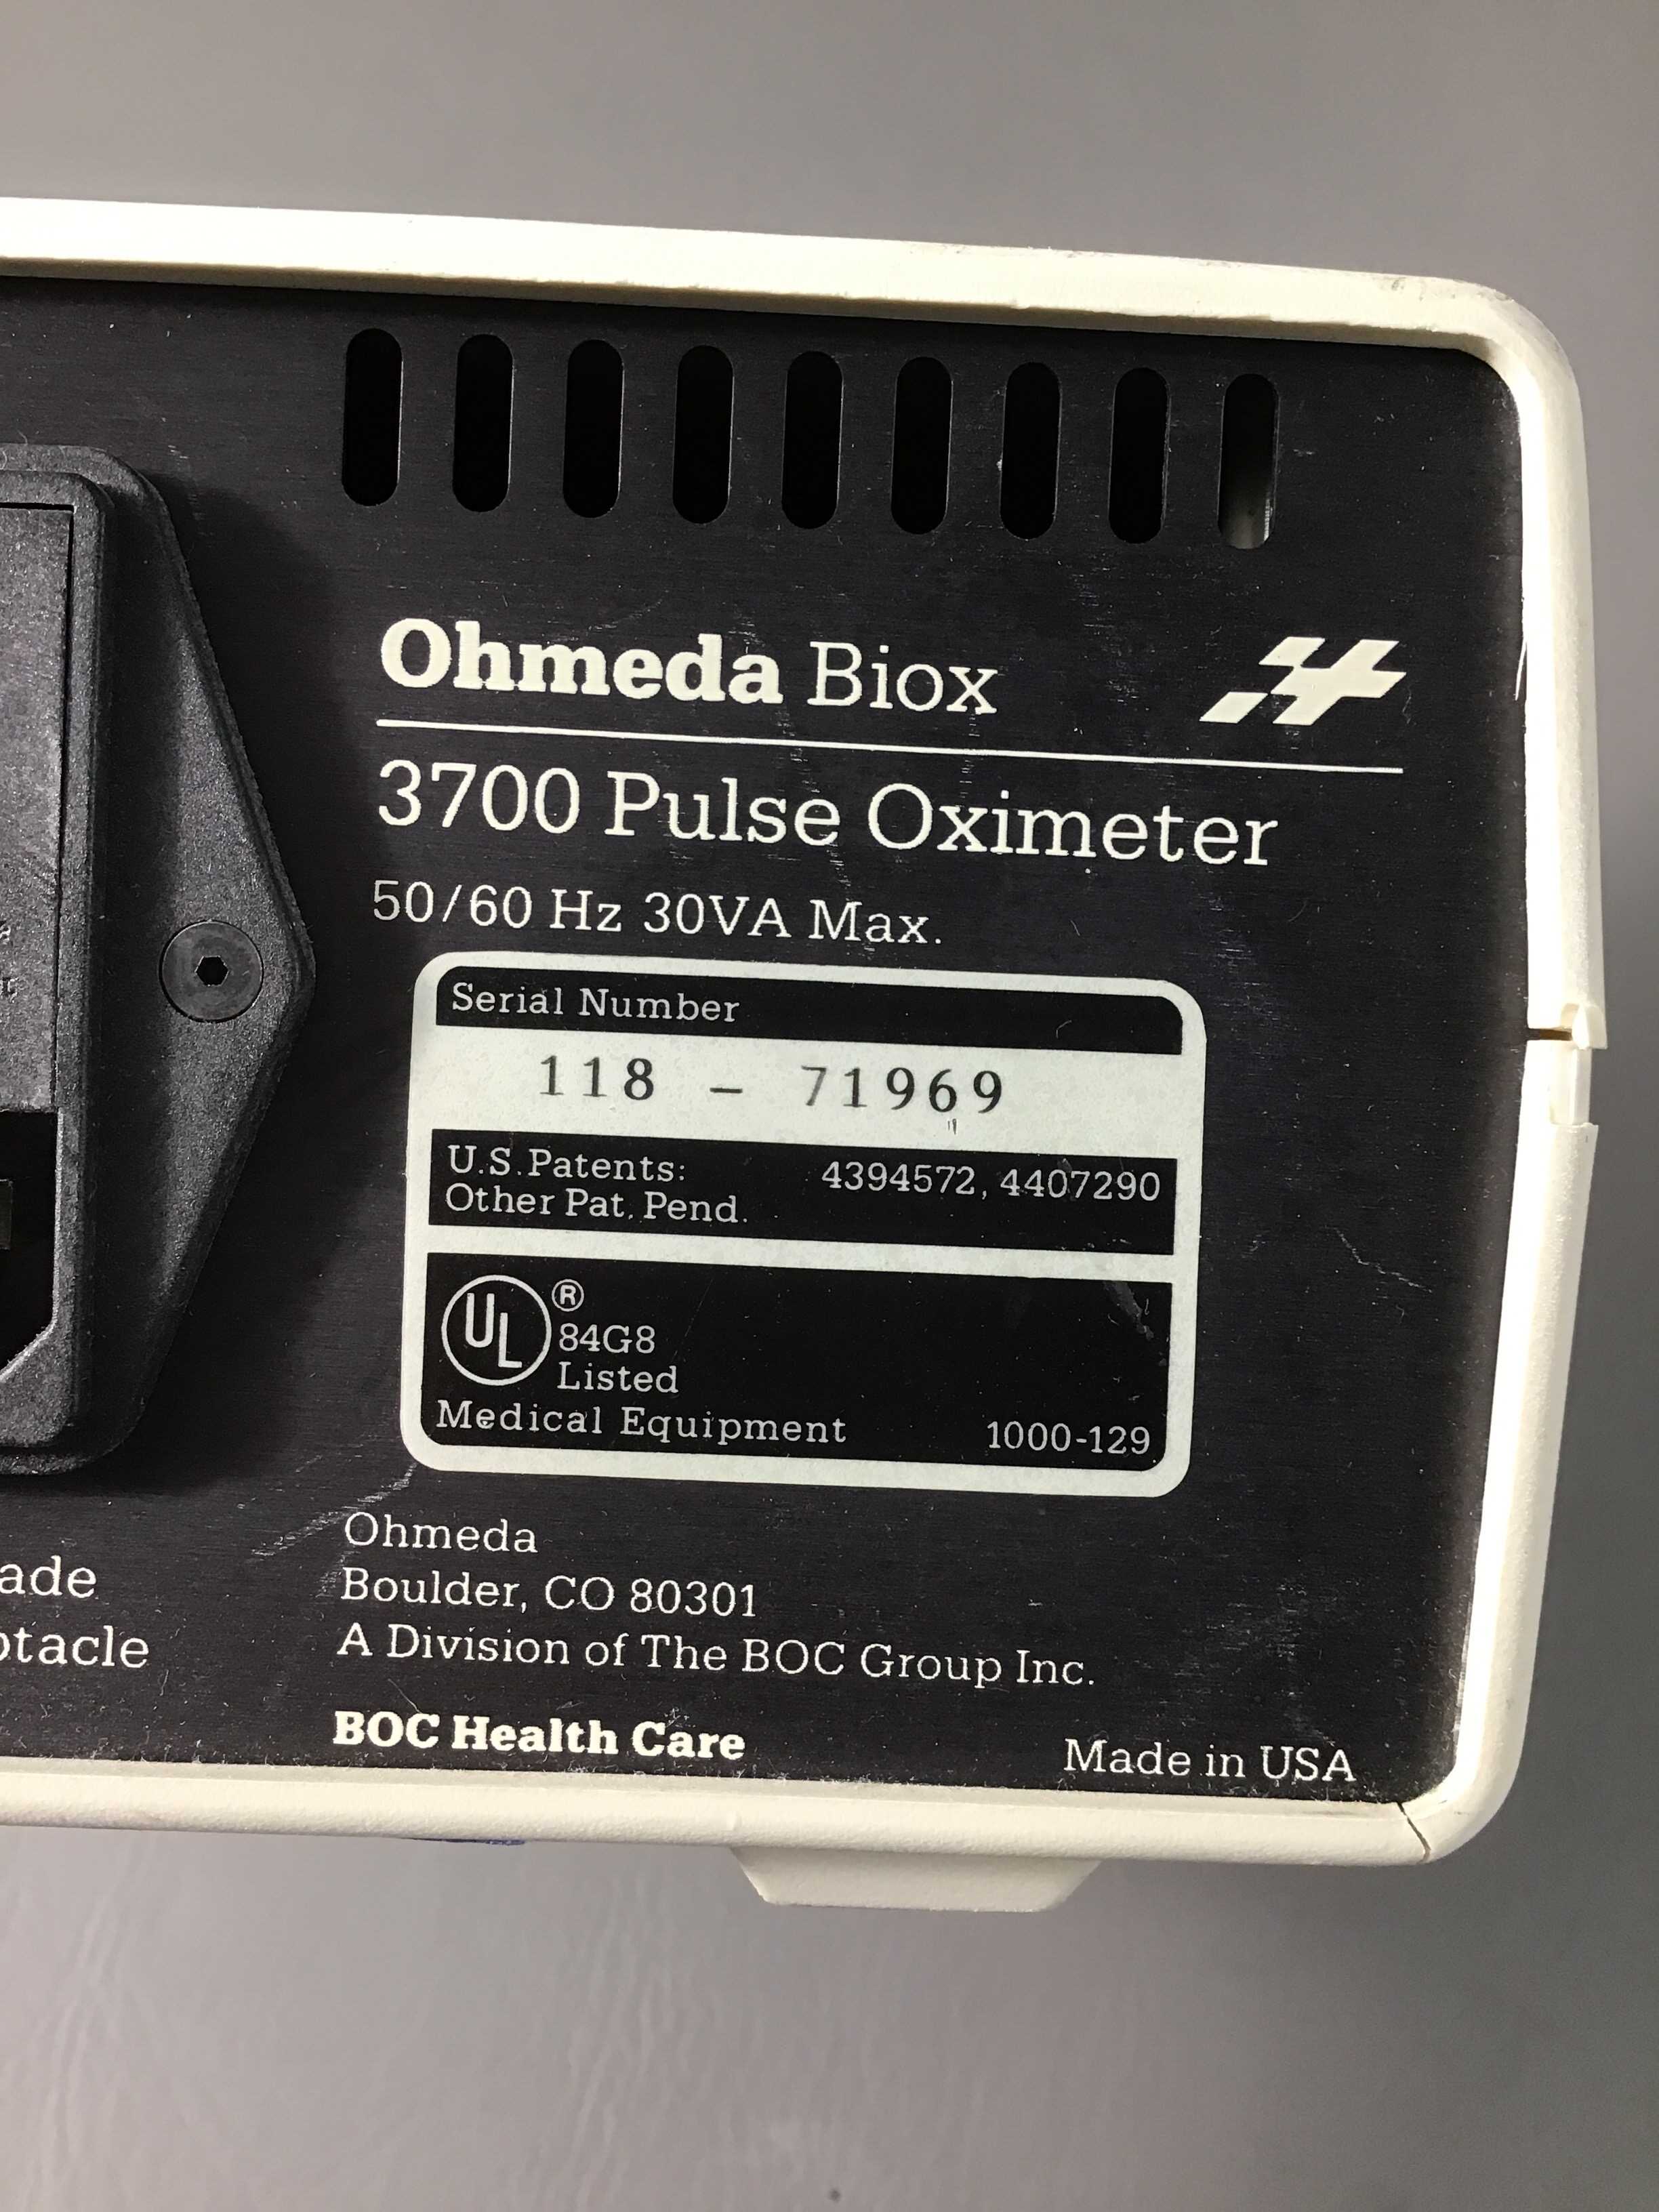 Ohmeda Biox
3700 Pulse Oximeter
50/60 Hz 30VA Max.
Serial Number
118 - 71969
U.S. Patents: 4394572, 4407290
Other Pat. Pend.
UL ®
84G8
Listed
Medical Equipment 1000-129
Ohmeda
Boulder, CO 80301
A Division of The BOC Group Inc.
BOC Health Care
Made in USA